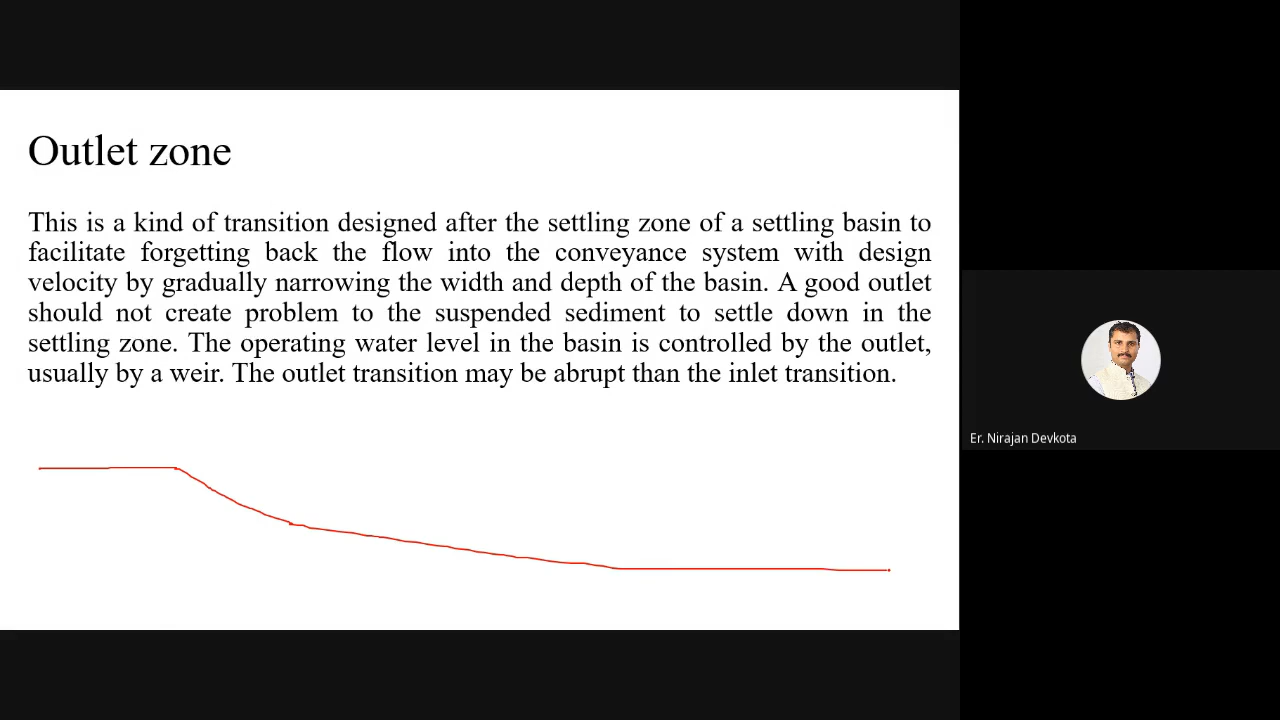 Outlet zone
This is a kind of transition designed after the settling zone of a settling basin to
facilitate forgetting back the flow into the conveyance system with design
velocity by gradually narrowing the width and depth of the basin. A good outlet
should not create problem to the suspended sediment to settle down in the
settling zone. The operating water level in the basin is controlled by the outlet,
usually by a weir. The outlet transition may be abrupt than the inlet transition.
Er. Nirajan Devkota